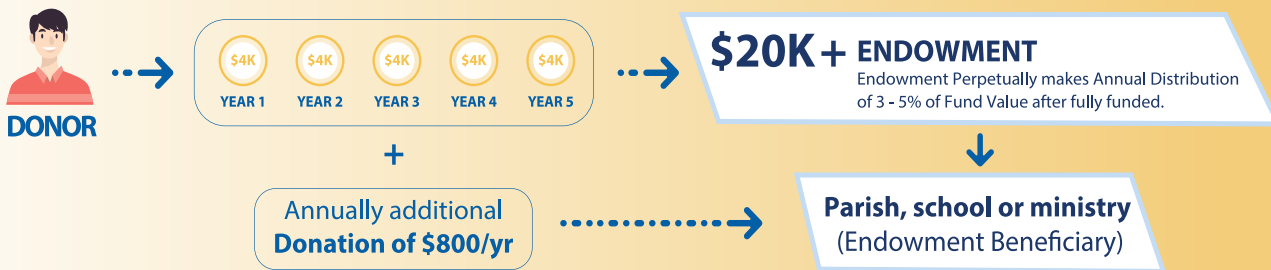 DONOR
$4K $4K $4K $4K $4K
YEAR 1 YEAR 2 YEAR 3 YEAR 4 YEAR 5
$20K+ ENDOWMENT
Endowment Perpetually makes Annual Distribution
of 3 - 5% of Fund Value after fully funded.
+
Annually additional
Donation of $800/yr
Parish, school or ministry
(Endowment Beneficiary)